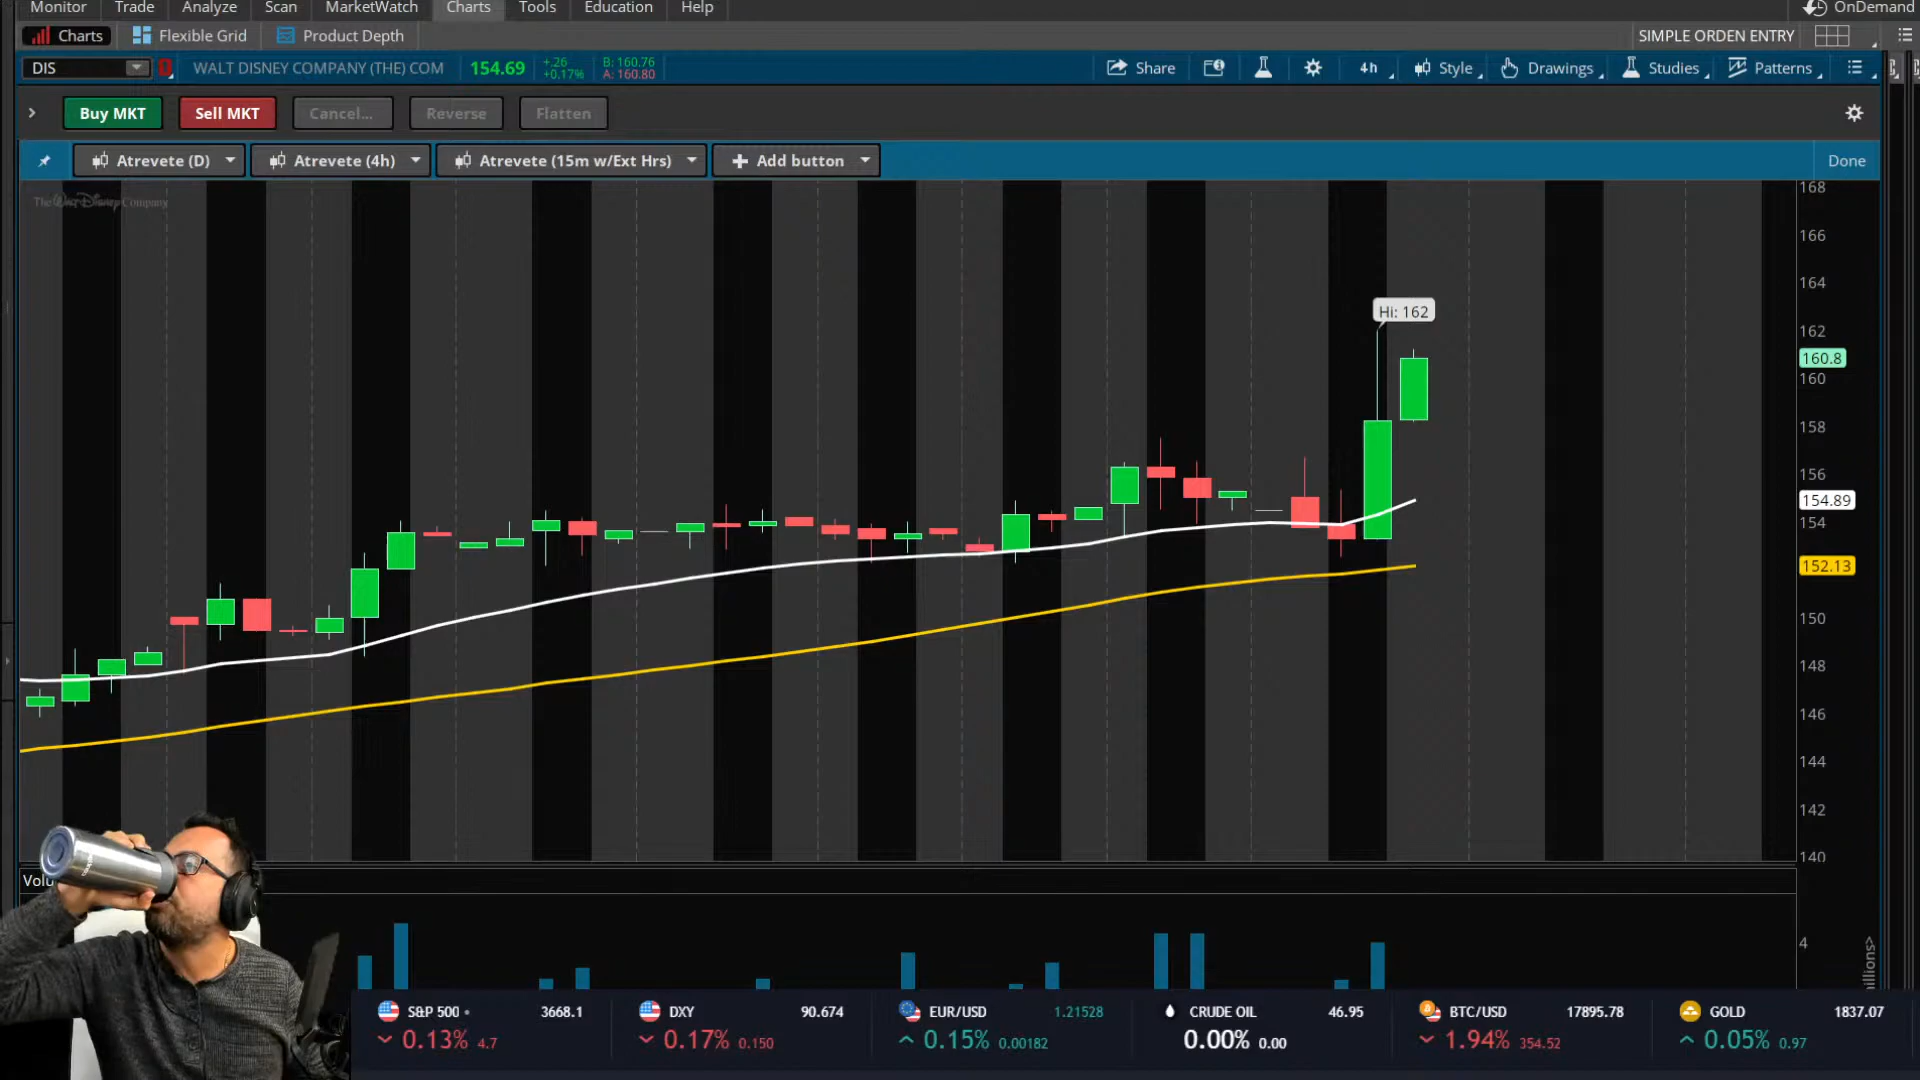 Monitor Trade Analyze Scan MarketWatch Charts Tools Education Help OnDemand
Charts Flexible Grid Product Depth SIMPLE ORDEN ENTRY
DIS WALT DISNEY COMPANY (THE) COM 154.69 +.26 +0.17% B: 160.76 A: 160.80 Share 4h Style Drawings Studies Patterns
Buy MKT Sell MKT Cancel... Reverse Flatten
Atrevete (D) Atrevete (4h) Atrevete (15m w/Ext Hrs) Add button Done
The Walt Disney Company
Hi: 162
168
166
164
162
160.8
160
158
156
154.89
154
152.13
150
148
146
144
142
140
Volu
4
S&P 500 3668.1 DXY 90.674 EUR/USD 1.21528 CRUDE OIL 46.95 BTC/USD 17895.78 GOLD 1837.07
0.13% 4.7 0.17% 0.150 0.15% 0.00182 0.00% 0.00 1.94% 354.52 0.05% 0.97